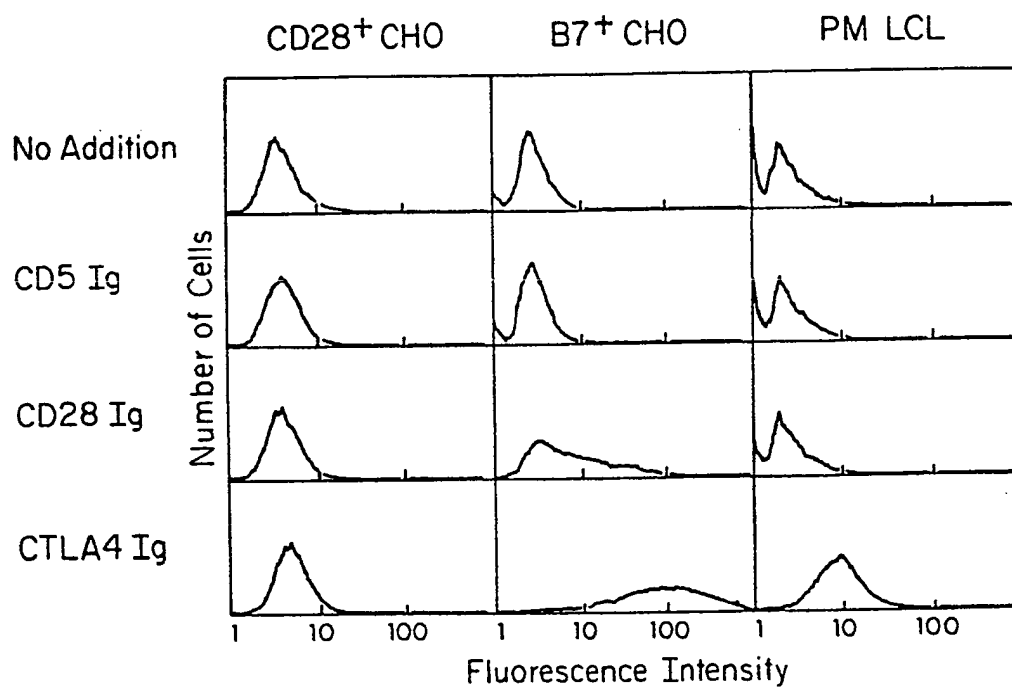 CD28+ CHO B7+ CHO PM LCL
No Addition
CD5 Ig
CD28 Ig
CTLA4 Ig
Number of Cells
1 10 100 1 10 100 1 10 100
Fluorescence Intensity